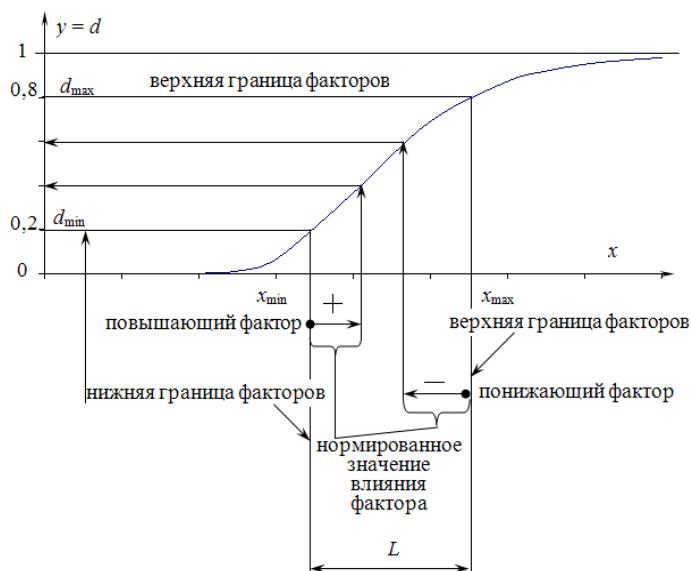 y = d
1
d_max
верхняя граница факторов
0,8
0,2
d_min
0
x
x_min
x_max
+
повышающий фактор
верхняя граница факторов
нижняя граница факторов
–
понижающий фактор
нормированное
значение
влияния
фактора
L